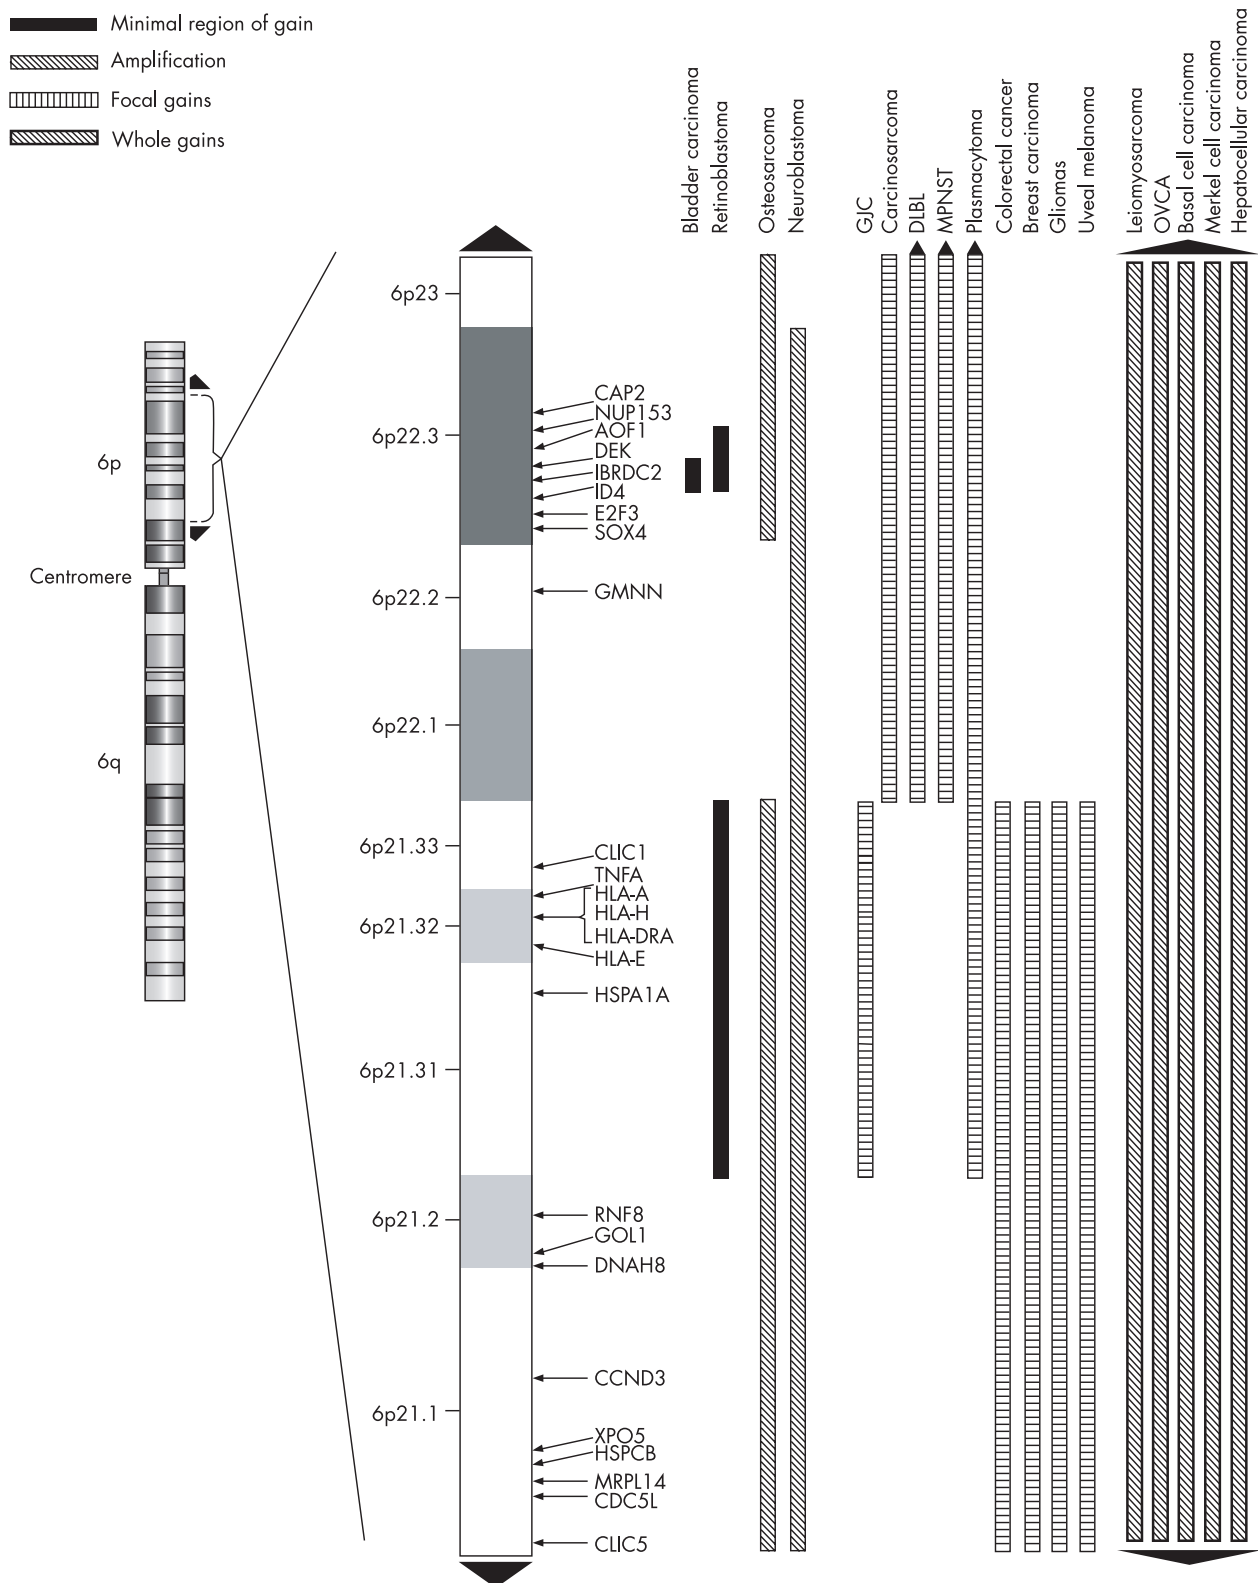 Minimal region of gain
Amplification
Focal gains
Whole gains
Bladder carcinoma
Retinoblastoma
Osteosarcoma
Neuroblastoma
GJC
Carcinosarcoma
DLBL
MPNST
Plasmacytoma
Colorectal cancer
Breast carcinoma
Gliomas
Uveal melanoma
Leiomyosarcoma
OVCA
Basal cell carcinoma
Merkel cell carcinoma
Hepatocellular carcinoma
6p
Centromere
6q
6p23
6p22.3
6p22.2
6p22.1
6p21.33
6p21.32
6p21.31
6p21.2
6p21.1
CAP2
NUP153
AOF1
DEK
IBRDC2
ID4
E2F3
SOX4
GMNN
CLIC1
TNFA
HLA-A
HLA-H
HLA-DRA
HLA-E
HSPA1A
RNF8
GOL1
DNAH8
CCND3
XPO5
HSPCB
MRPL14
CDC5L
CLIC5